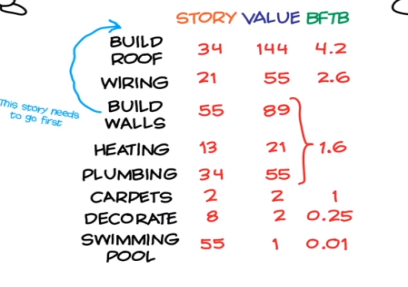 STORY VALUE BFTB
BUILD ROOF 34 144 4.2
WIRING 21 55 2.6
This story needs
to go first
BUILD WALLS 55 89
HEATING 13 21 1.6
PLUMBING 34 55
CARPETS 2 2 1
DECORATE 8 2 0.25
SWIMMING POOL 55 1 0.01